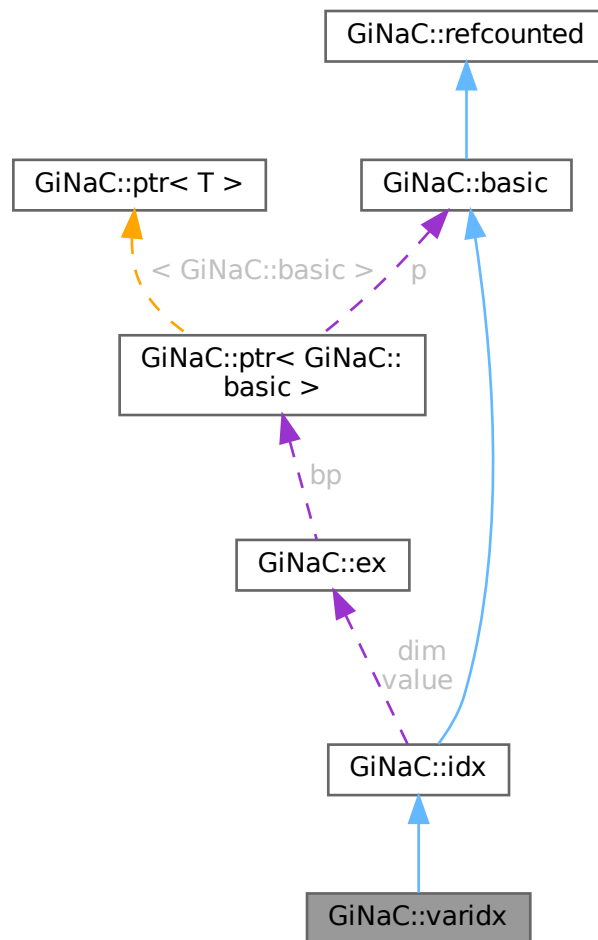 GiNaC::refcounted
GiNaC::ptr< T >
GiNaC::basic
< GiNaC::basic >
p
GiNaC::ptr< GiNaC::
basic >
bp
GiNaC::ex
dim
value
GiNaC::idx
GiNaC::varidx